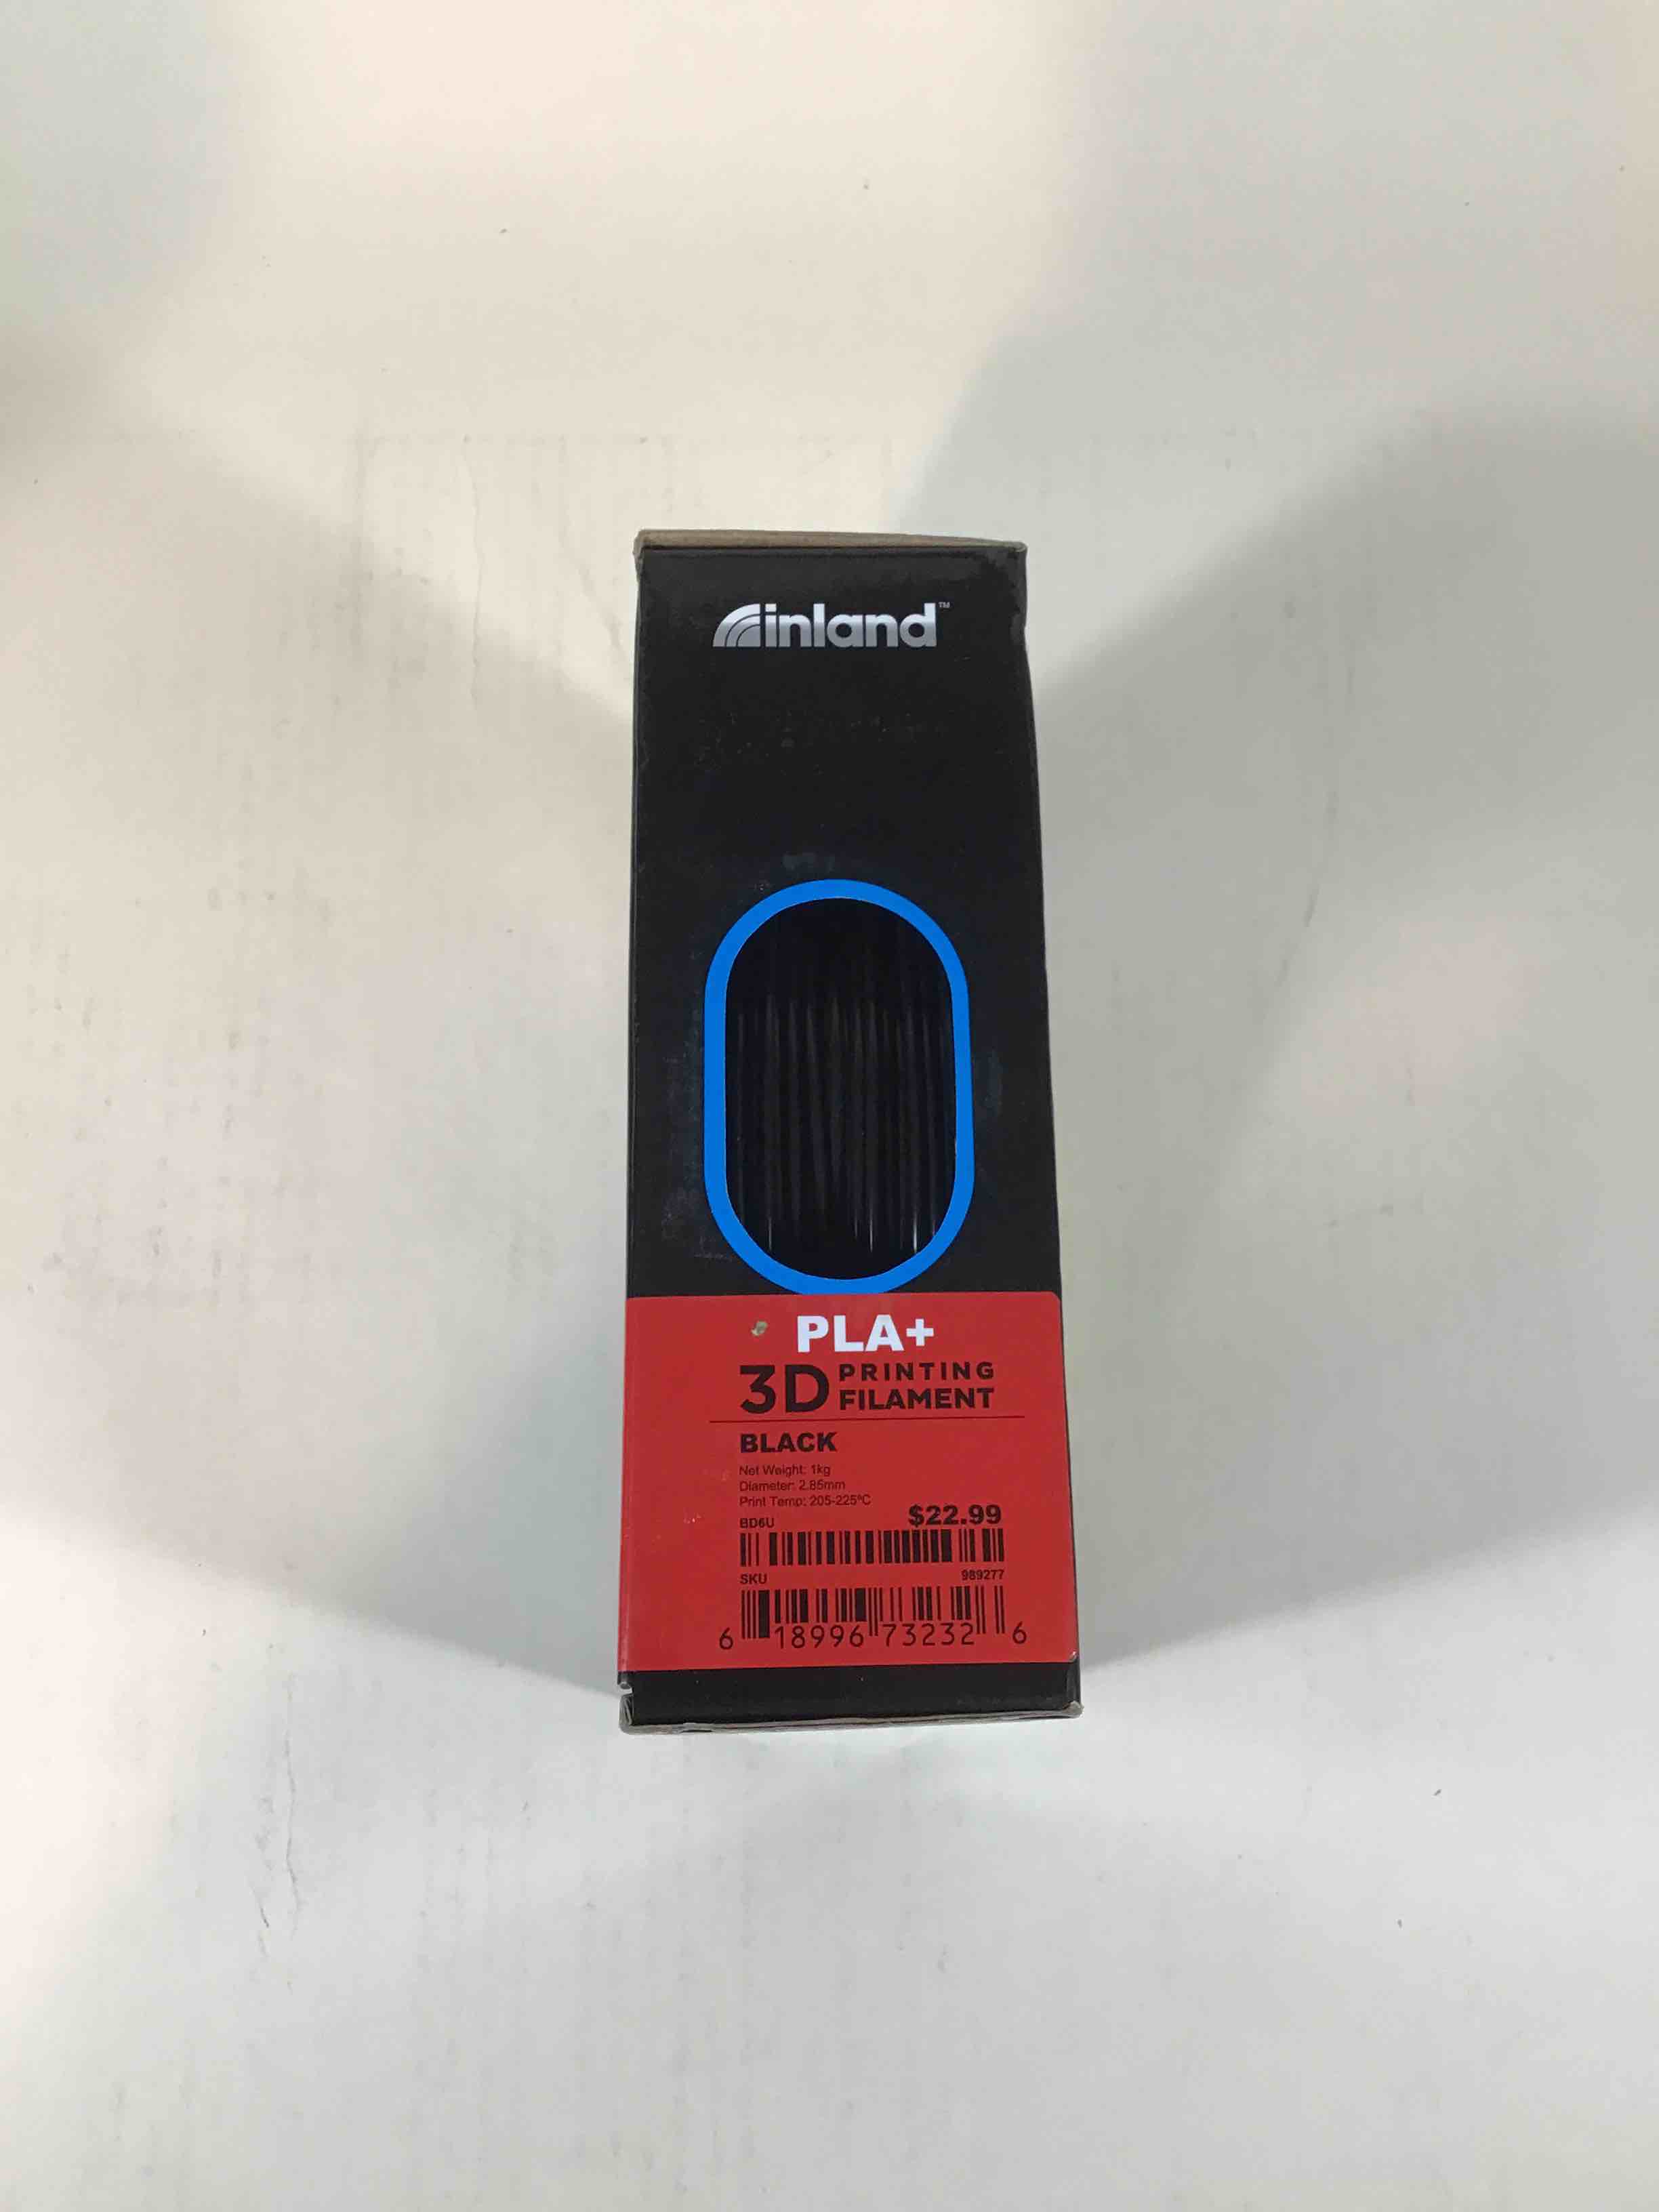 inland™
PLA+
3D PRINTING
FILAMENT
BLACK
Net Weight: 1kg
Diameter: 2.85mm
Print Temp: 205-225°C
BD6U $22.99
SKU 989277
6 18996 73232 6